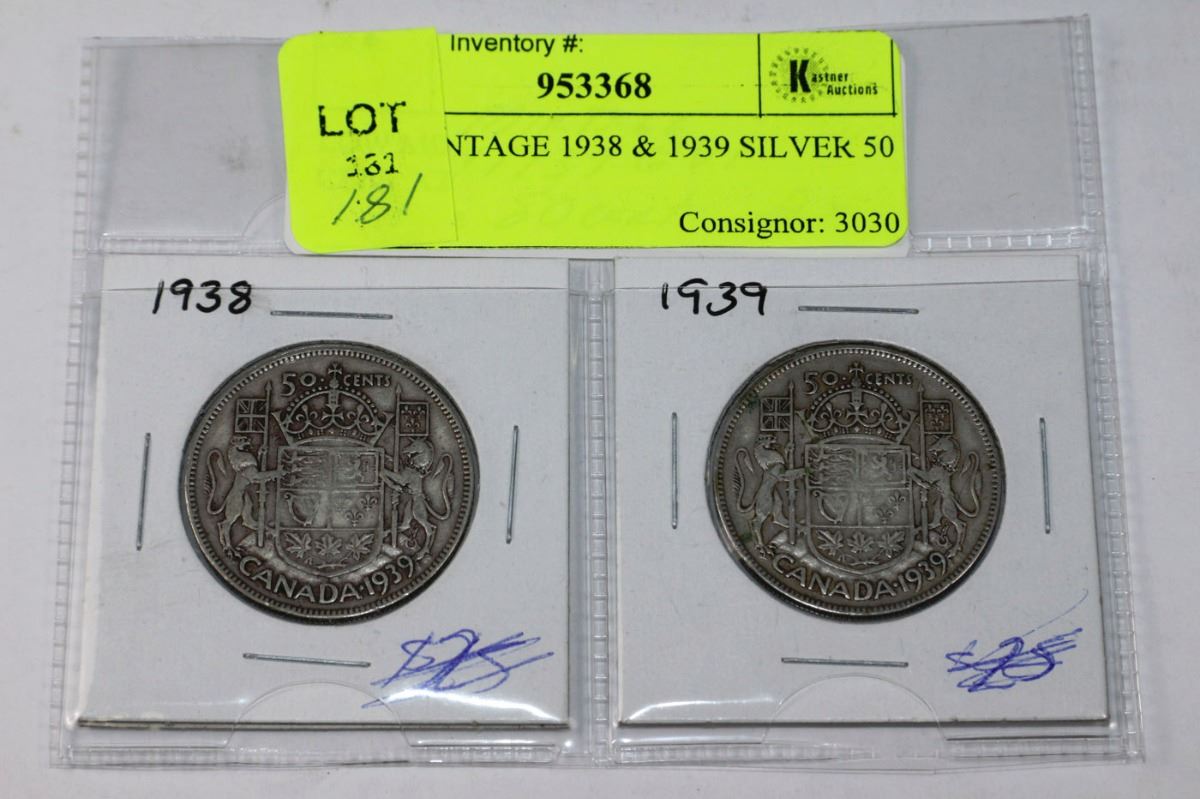 Inventory #:
953368
Kastner
Auctions
LOT
181
181
NTAGE 1938 & 1939 SILVER 50
Consignor: 3030
1938
1939
50 CENTS
CANADA·1939
50 CENTS
CANADA·1939